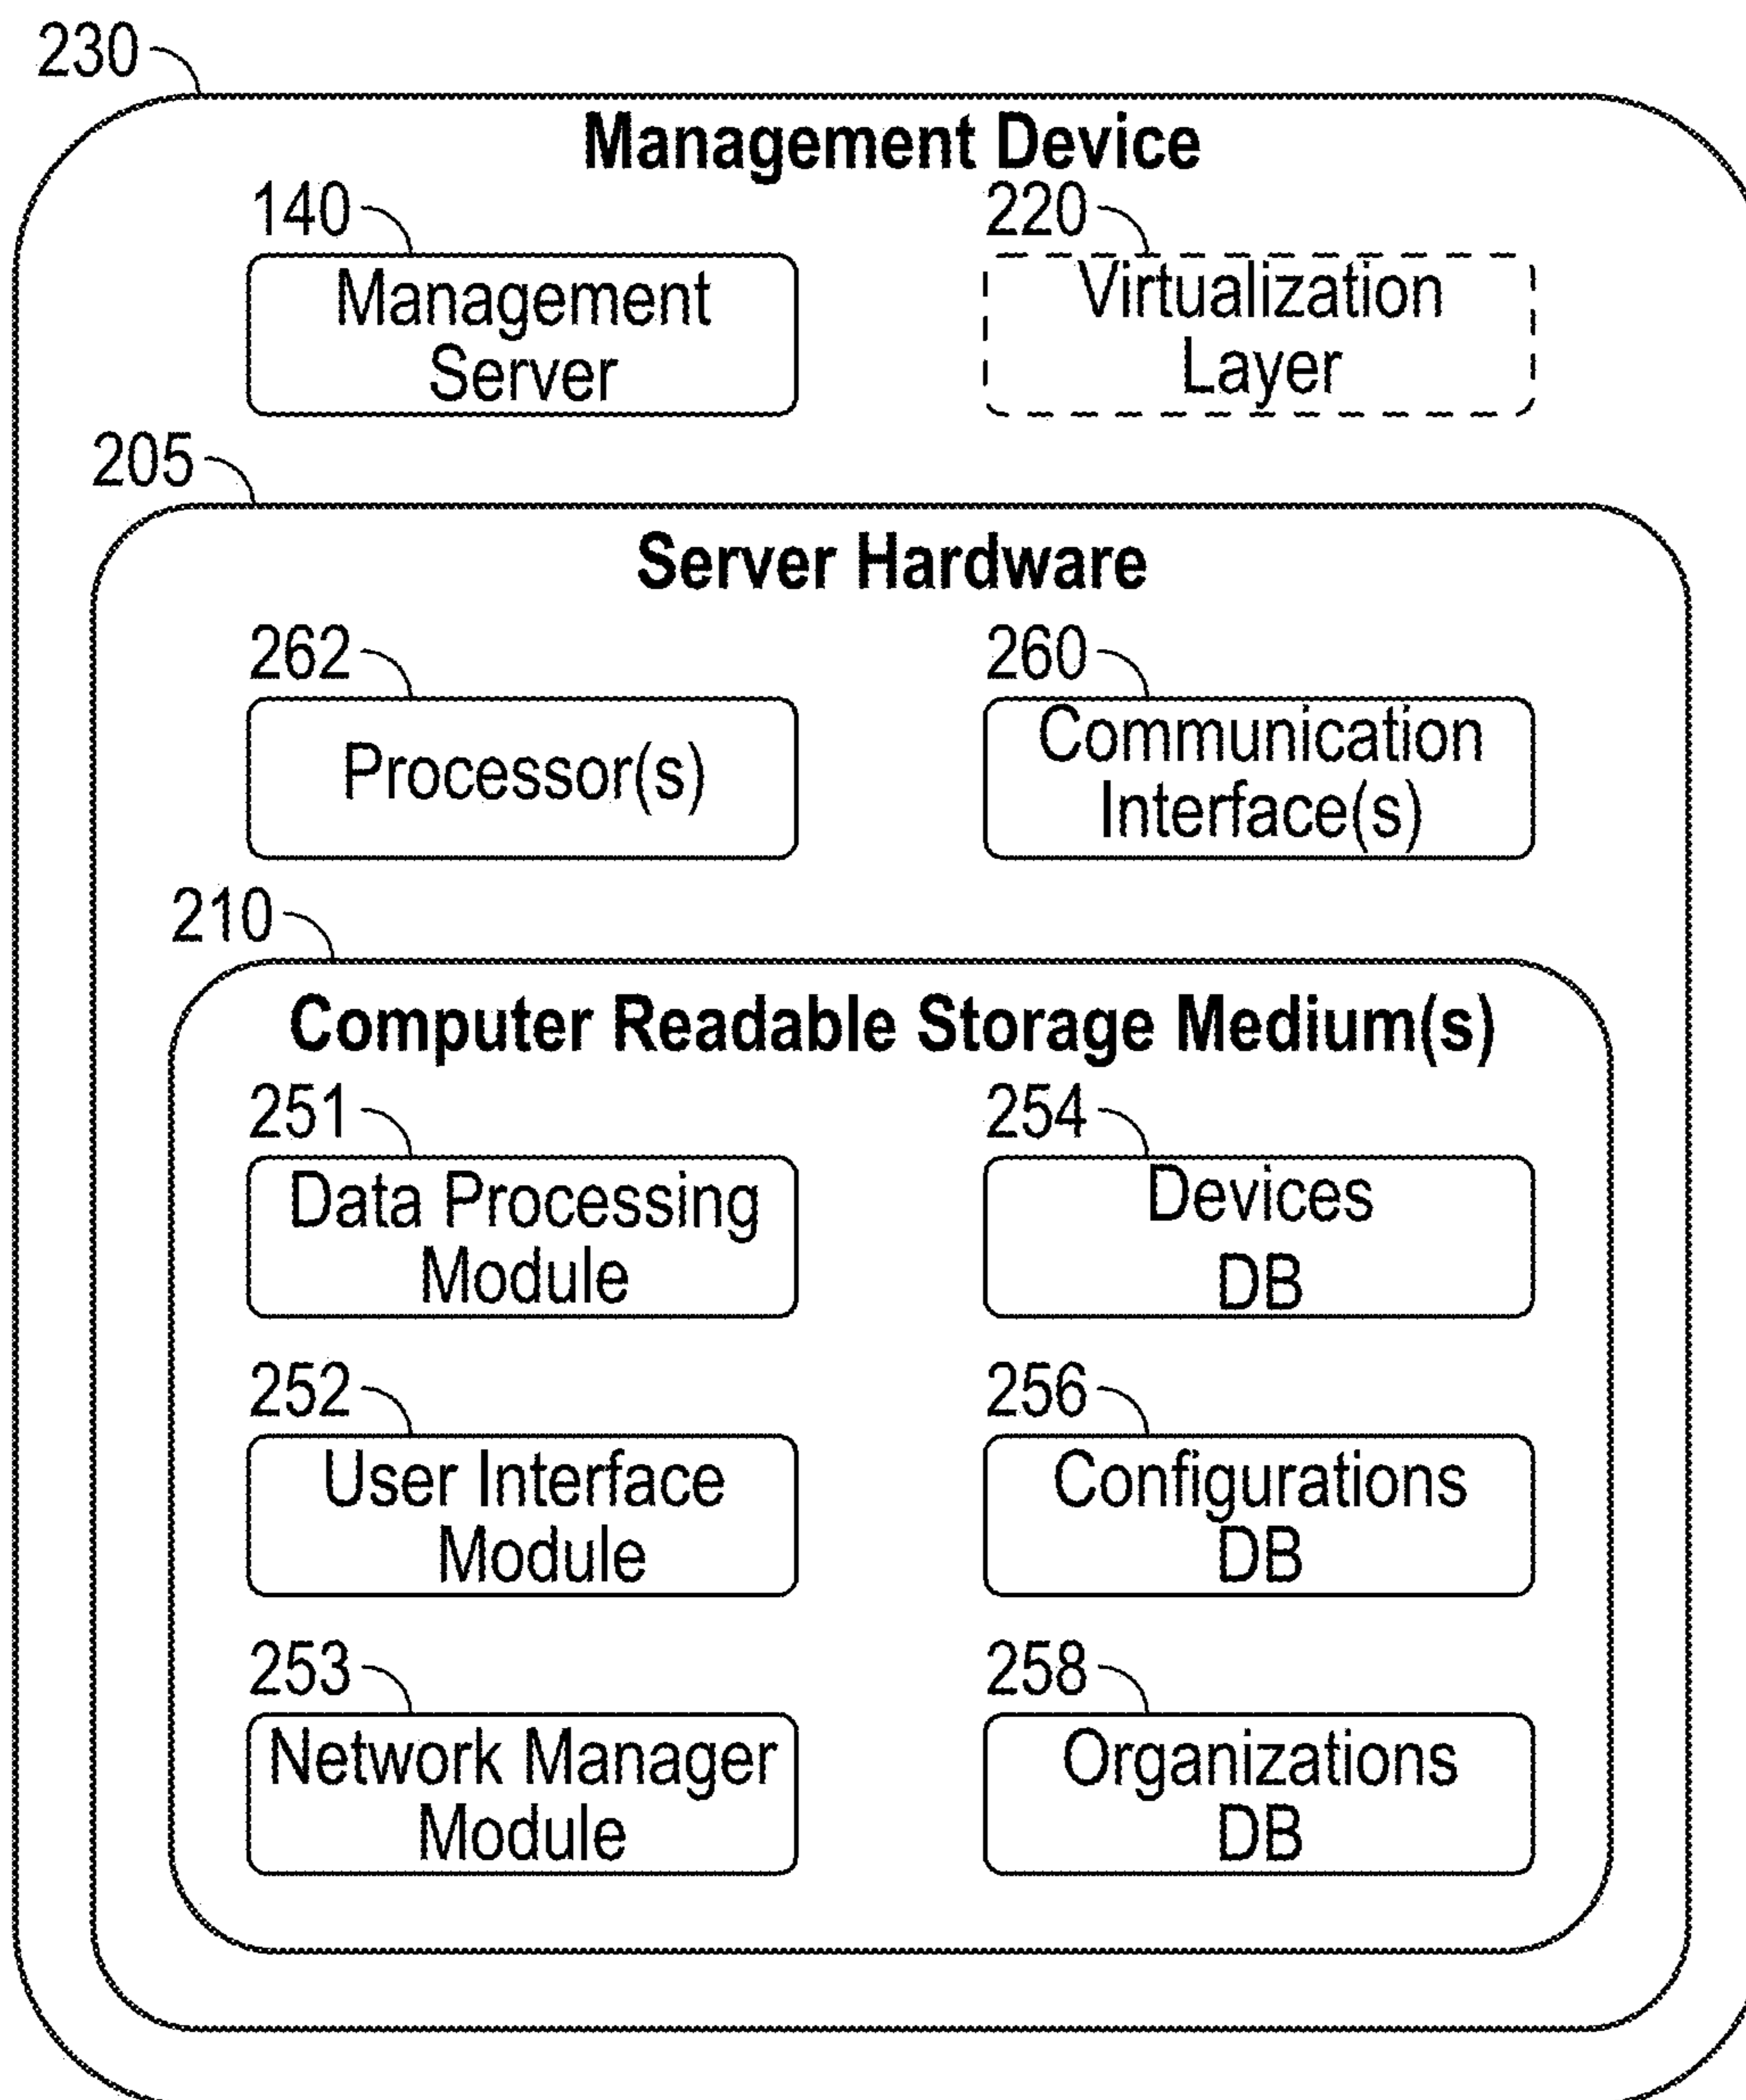 230
Management Device
140
220
Management
Server
Virtualization
Layer
205
Server Hardware
262
260
Processor(s)
Communication
Interface(s)
210
Computer Readable Storage Medium(s)
251
254
Data Processing
Module
Devices
DB
252
256
User Interface
Module
Configurations
DB
253
258
Network Manager
Module
Organizations
DB